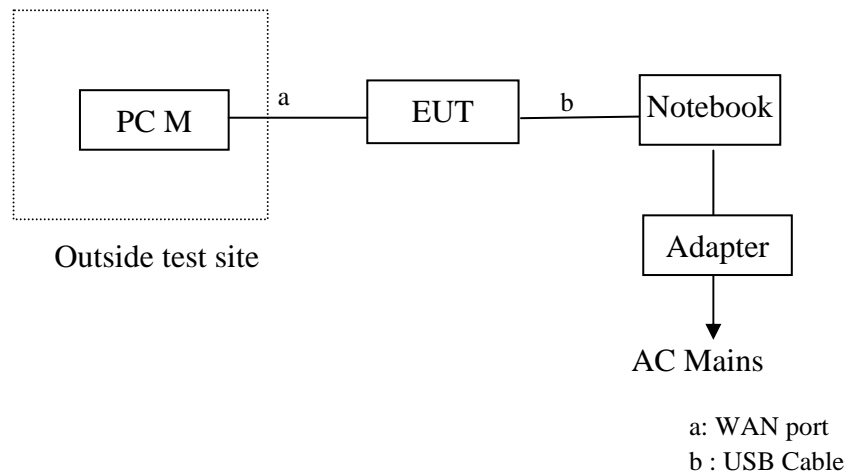 PC M
a
EUT
b
Notebook
Outside test site
Adapter
AC Mains
a: WAN port
b : USB Cable